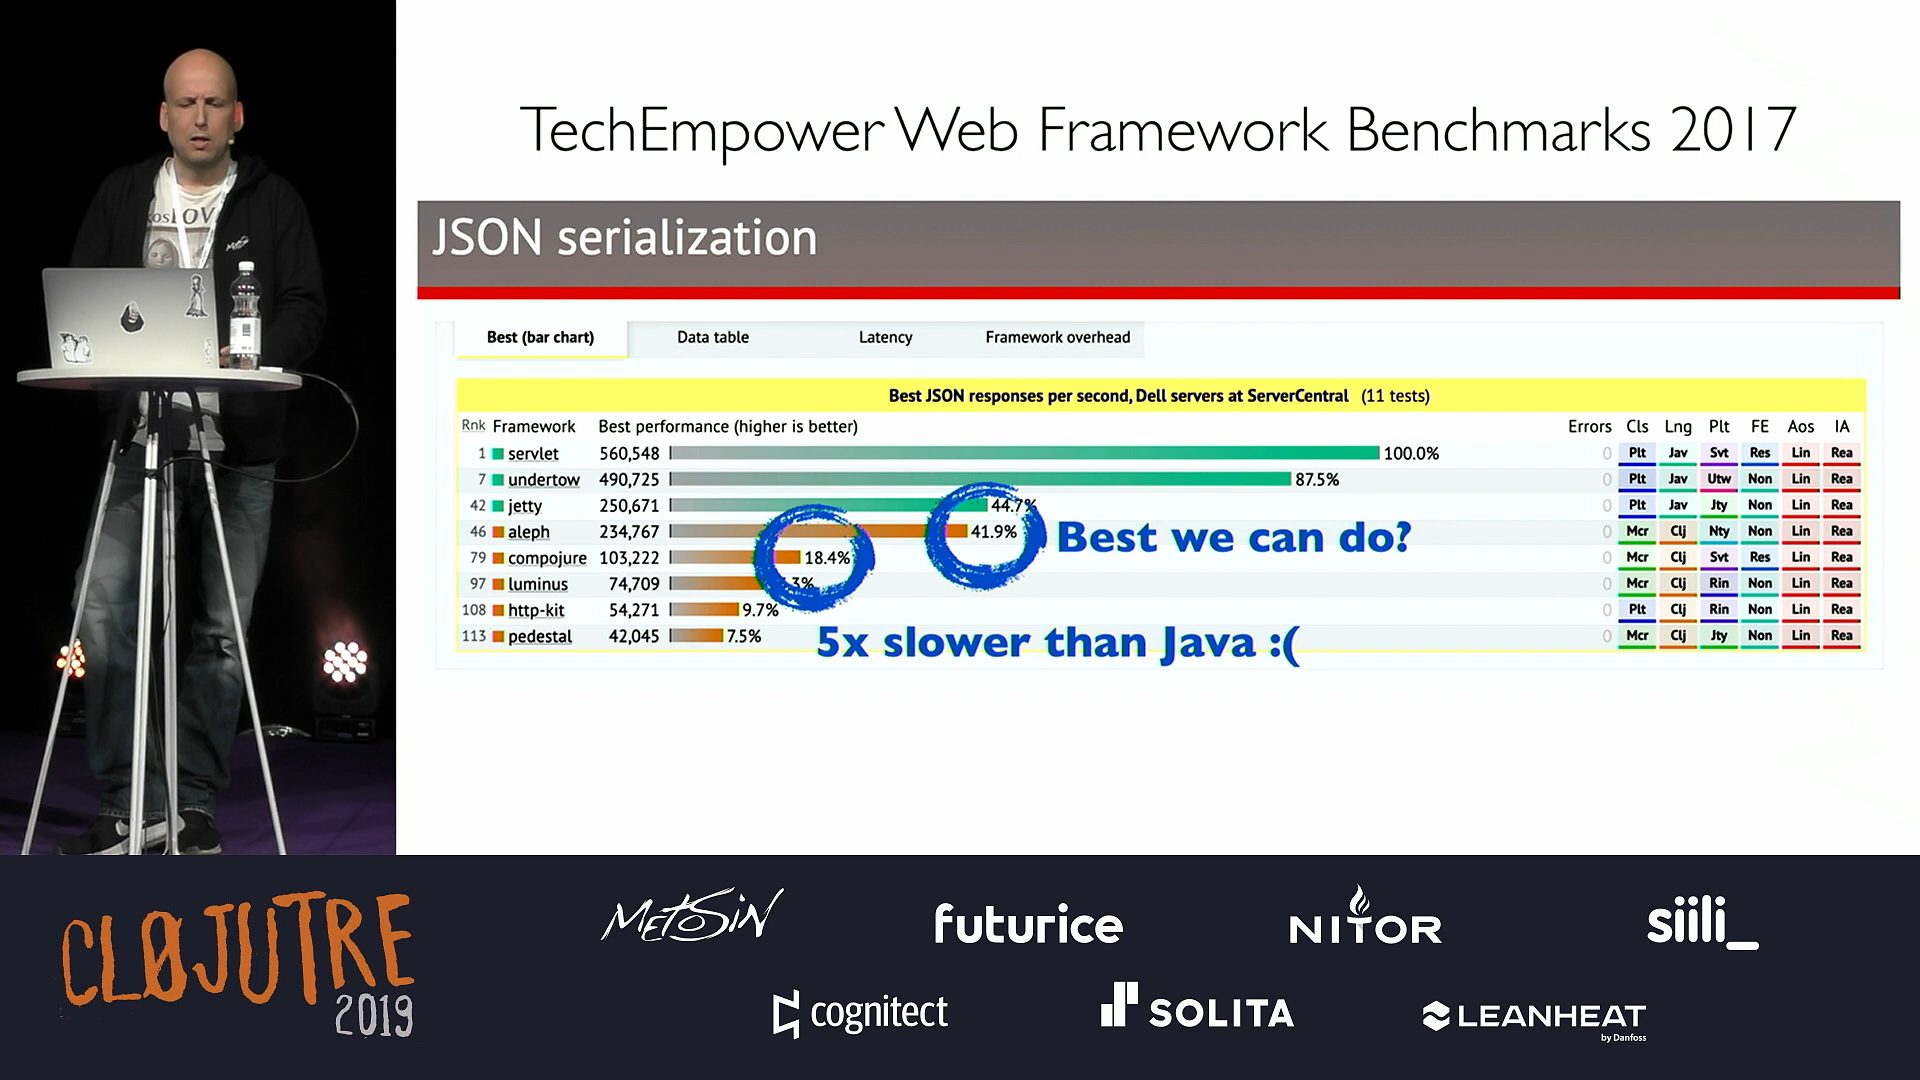 TechEmpower Web Framework Benchmarks 2017
JSON serialization
Best (bar chart) Data table Latency Framework overhead
Best JSON responses per second, Dell servers at ServerCentral (11 tests)
Rnk Framework Best performance (higher is better) Errors Cls Lng Plt FE Aos IA
1 servlet 560,548 100.0% 0 Plt Jav Svt Res Lin Rea
7 undertow 490,725 87.5% 0 Plt Jav Utw Non Lin Rea
42 jetty 250,671 44.7% 0 Plt Jav Jty Non Lin Rea
46 aleph 234,767 41.9% 0 Mcr Clj Nty Non Lin Rea
Best we can do?
79 compojure 103,222 18.4% 0 Mcr Clj Svt Res Lin Rea
97 luminus 74,709 0 Mcr Clj Rin Non Lin Rea
108 http-kit 54,271 9.7% 0 Plt Clj Rin Non Lin Rea
113 pedestal 42,045 7.5% 0 Mcr Clj Jty Non Lin Rea
5x slower than Java :(
CLØJUTRE
2019
METOSIN futurice NITOR siili_
cognitect SOLITA LEANHEAT
by Danfoss